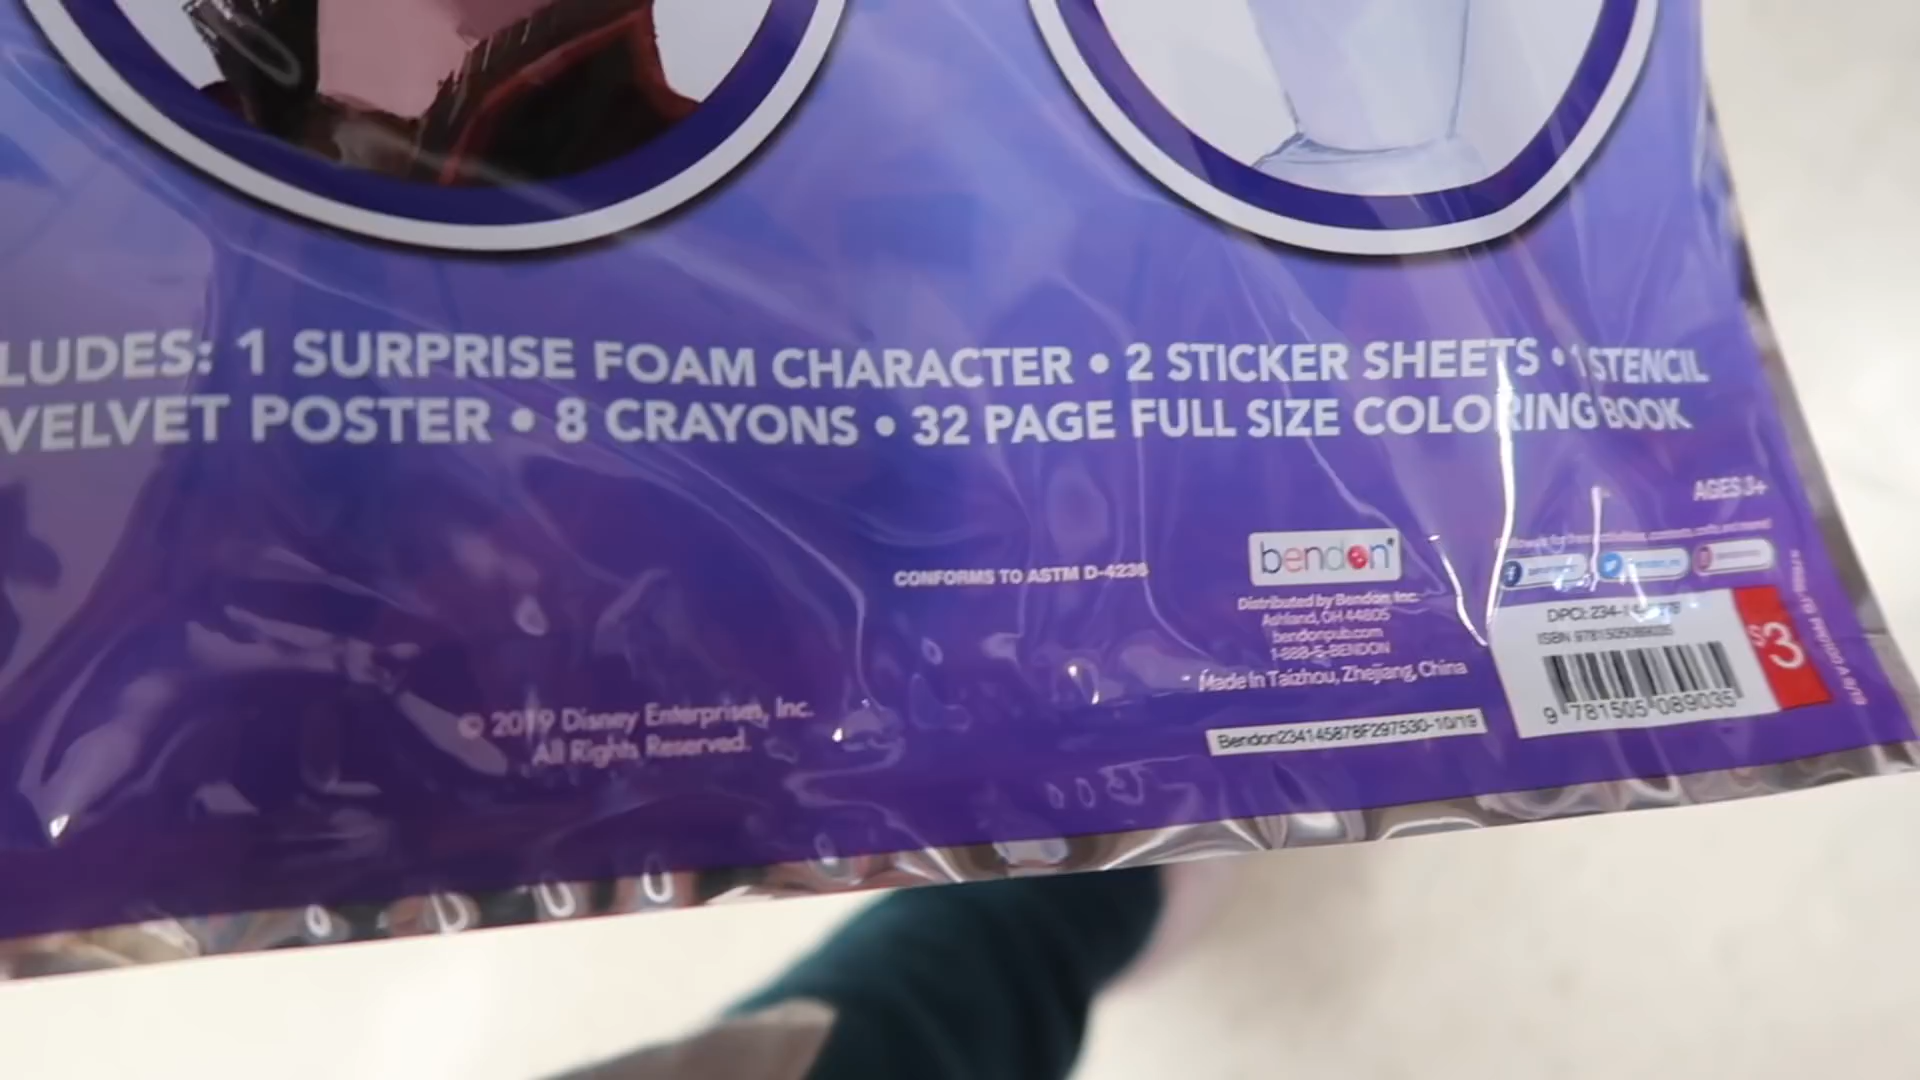 LUDES: 1 SURPRISE FOAM CHARACTER • 2 STICKER SHEETS • 1 STENCIL
VELVET POSTER • 8 CRAYONS • 32 PAGE FULL SIZE COLORING BOOK
AGES 3+
CONFORMS TO ASTM D-4236
bendon
Distributed by Bendon Inc.
Ashland, OH 44805
bendonpub.com
1-888-5-BENDON
Made in Taizhou, Zhejiang, China
DPCI: 234-
ISBN 9781505089035
$3
9 781505 089035
Bendon234145878F297530-10/19
© 2019 Disney Enterprises, Inc.
All Rights Reserved.